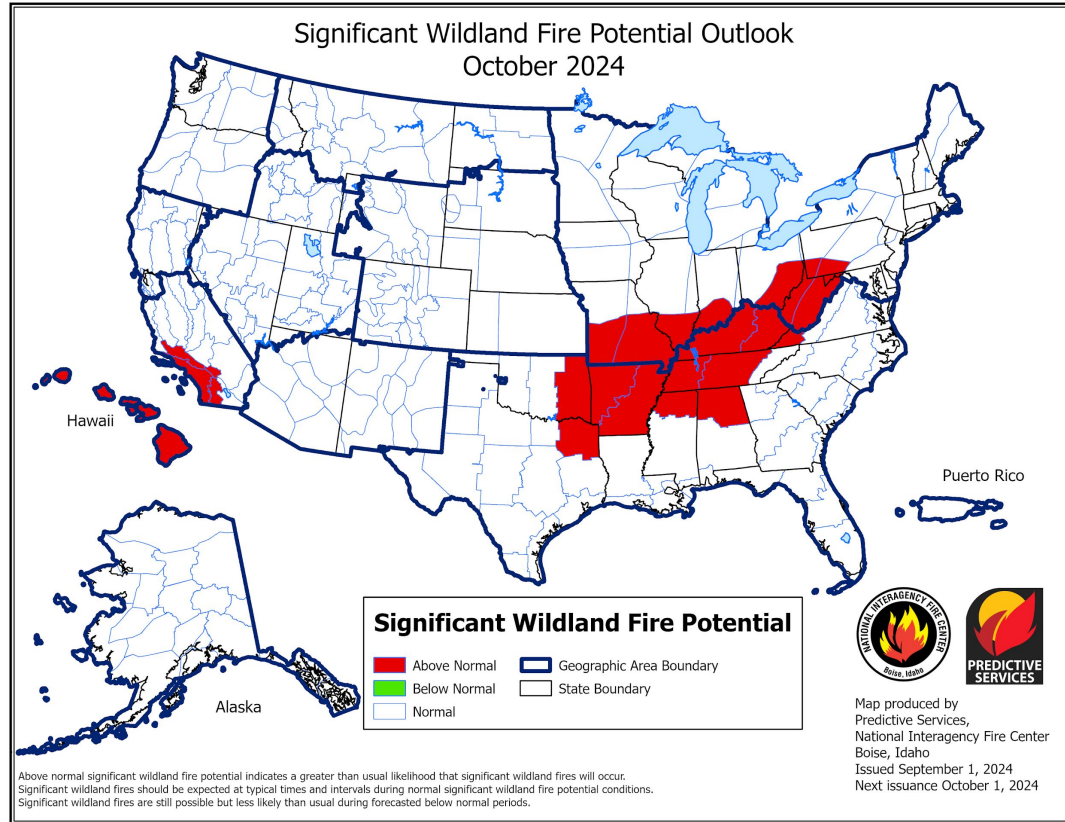 Significant Wildland Fire Potential Outlook
October 2024
Hawaii
Puerto Rico
Alaska
Significant Wildland Fire Potential
Above Normal
Geographic Area Boundary
Below Normal
State Boundary
Normal
NATIONAL INTERAGENCY FIRE CENTER
Boise, Idaho
PREDICTIVE
SERVICES
Map produced by
Predictive Services,
National Interagency Fire Center
Boise, Idaho
Issued September 1, 2024
Next issuance October 1, 2024
Above normal significant wildland fire potential indicates a greater than usual likelihood that significant wildland fires will occur.
Significant wildland fires should be expected at typical times and intervals during normal significant wildland fire potential conditions.
Significant wildland fires are still possible but less likely than usual during forecasted below normal periods.